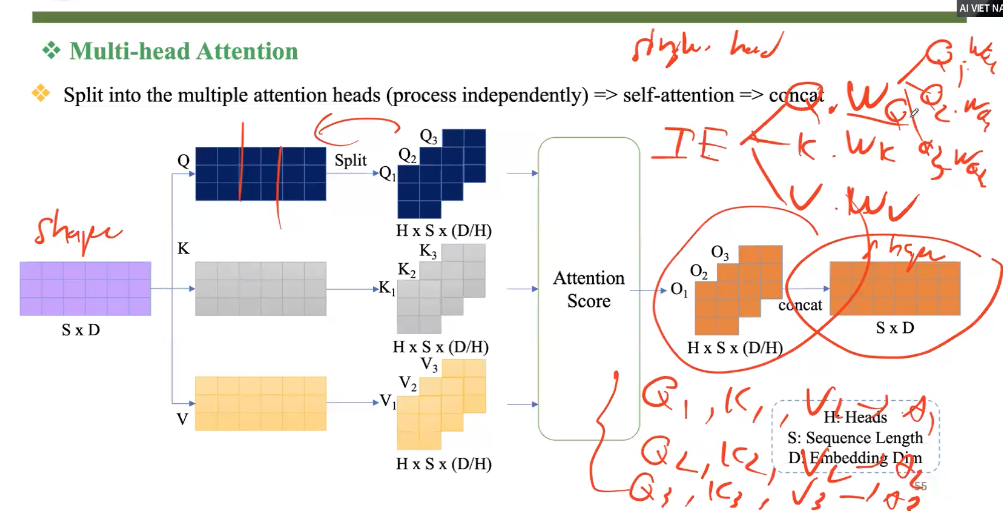 AI VIET NA
❖ Multi-head Attention
single head
❖ Split into the multiple attention heads (process independently) => self-attention => concat
Q
Split
Q1
Q2
Q3
H x S x (D/H)
shape
S x D
K
K1
K2
K3
H x S x (D/H)
V
V1
V2
V3
H x S x (D/H)
Attention
Score
IE
Q . WQ
K . WK
V . WV
Q1 WQ1
Q2 WQ2
Q3 WQ3
O1
O2
O3
H x S x (D/H)
concat
shape
S x D
Q1, K1, V1 → A1
Q2, K2, V2 → A2
Q3, K3, V3 → A3
H: Heads
S: Sequence Length
D: Embedding Dim
55